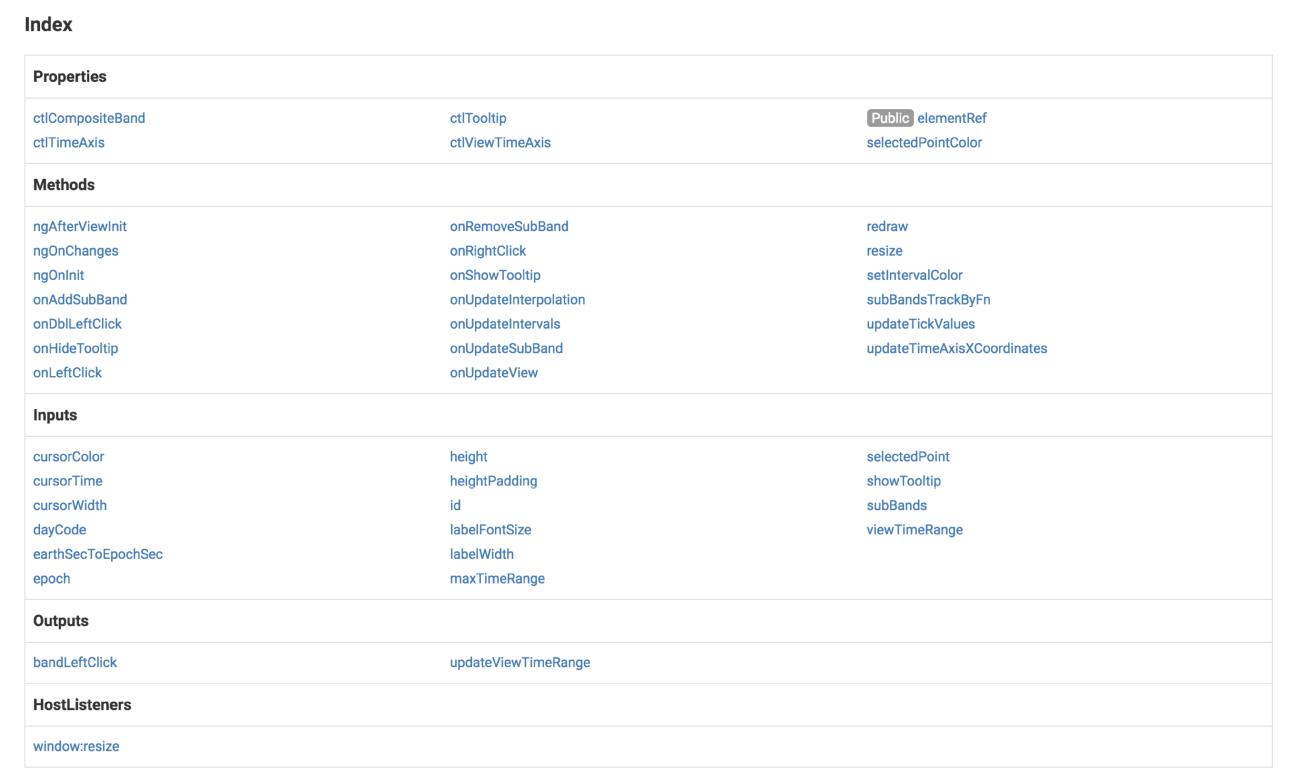 Index
Properties
ctlCompositeBand ctlTooltip Public elementRef
ctlTimeAxis ctlViewTimeAxis selectedPointColor
Methods
ngAfterViewInit onRemoveSubBand redraw
ngOnChanges onRightClick resize
ngOnInit onShowTooltip setIntervalColor
onAddSubBand onUpdateInterpolation subBandsTrackByFn
onDblLeftClick onUpdateIntervals updateTickValues
onHideTooltip onUpdateSubBand updateTimeAxisXCoordinates
onLeftClick onUpdateView
Inputs
cursorColor height selectedPoint
cursorTime heightPadding showTooltip
cursorWidth id subBands
dayCode labelFontSize viewTimeRange
earthSecToEpochSec labelWidth
epoch maxTimeRange
Outputs
bandLeftClick updateViewTimeRange
HostListeners
window:resize